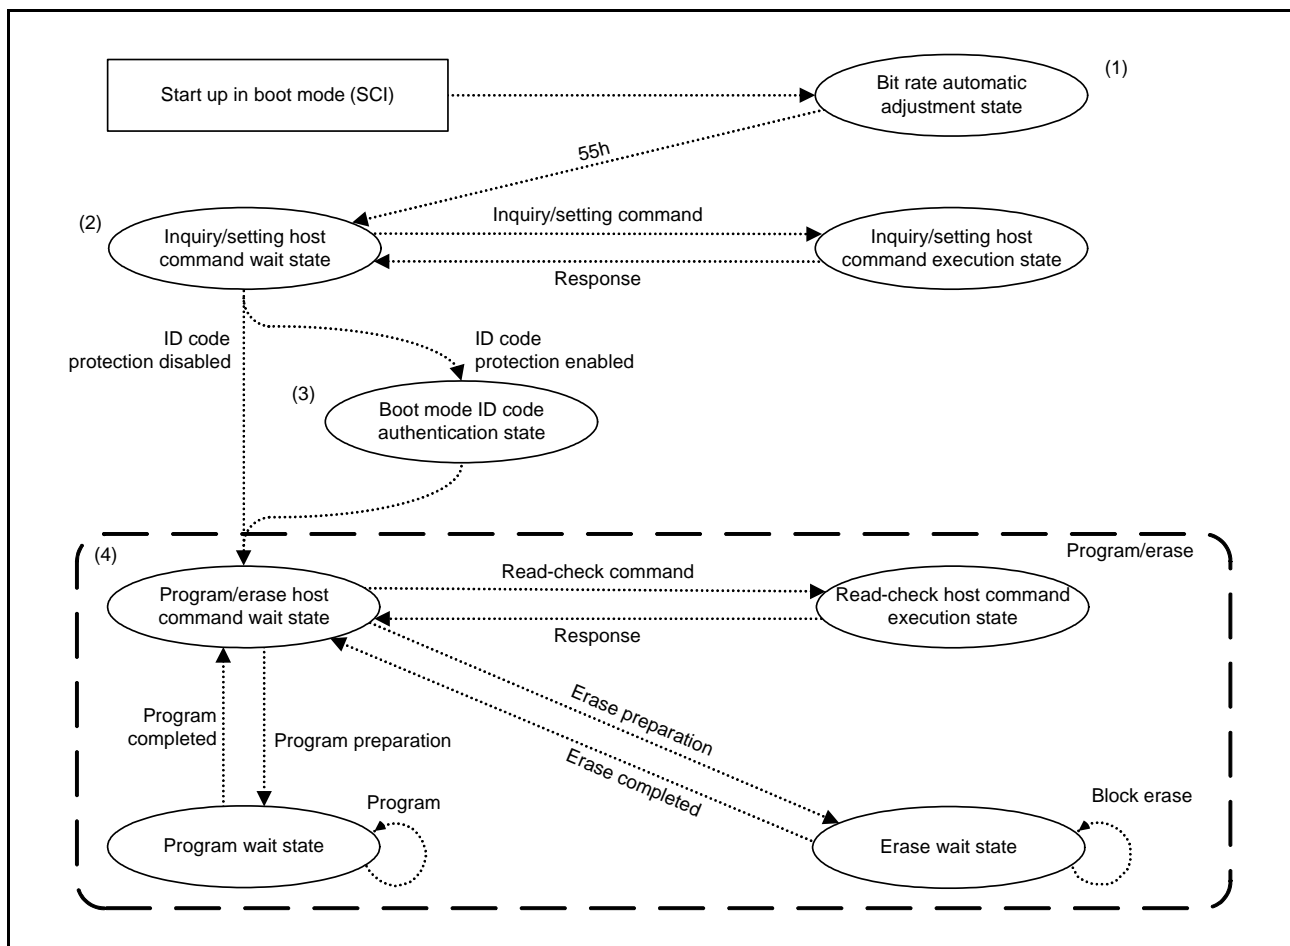 Start up in boot mode (SCI)
Bit rate automatic
adjustment state
(1)
55h
(2)
Inquiry/setting host
command wait state
Inquiry/setting command
Response
Inquiry/setting host
command execution state
ID code
protection disabled
ID code
protection enabled
(3)
Boot mode ID code
authentication state
(4)
Program/erase
Program/erase host
command wait state
Read-check command
Response
Read-check host command
execution state
Program
completed
Program preparation
Erase preparation
Erase completed
Program
Program wait state
Block erase
Erase wait state